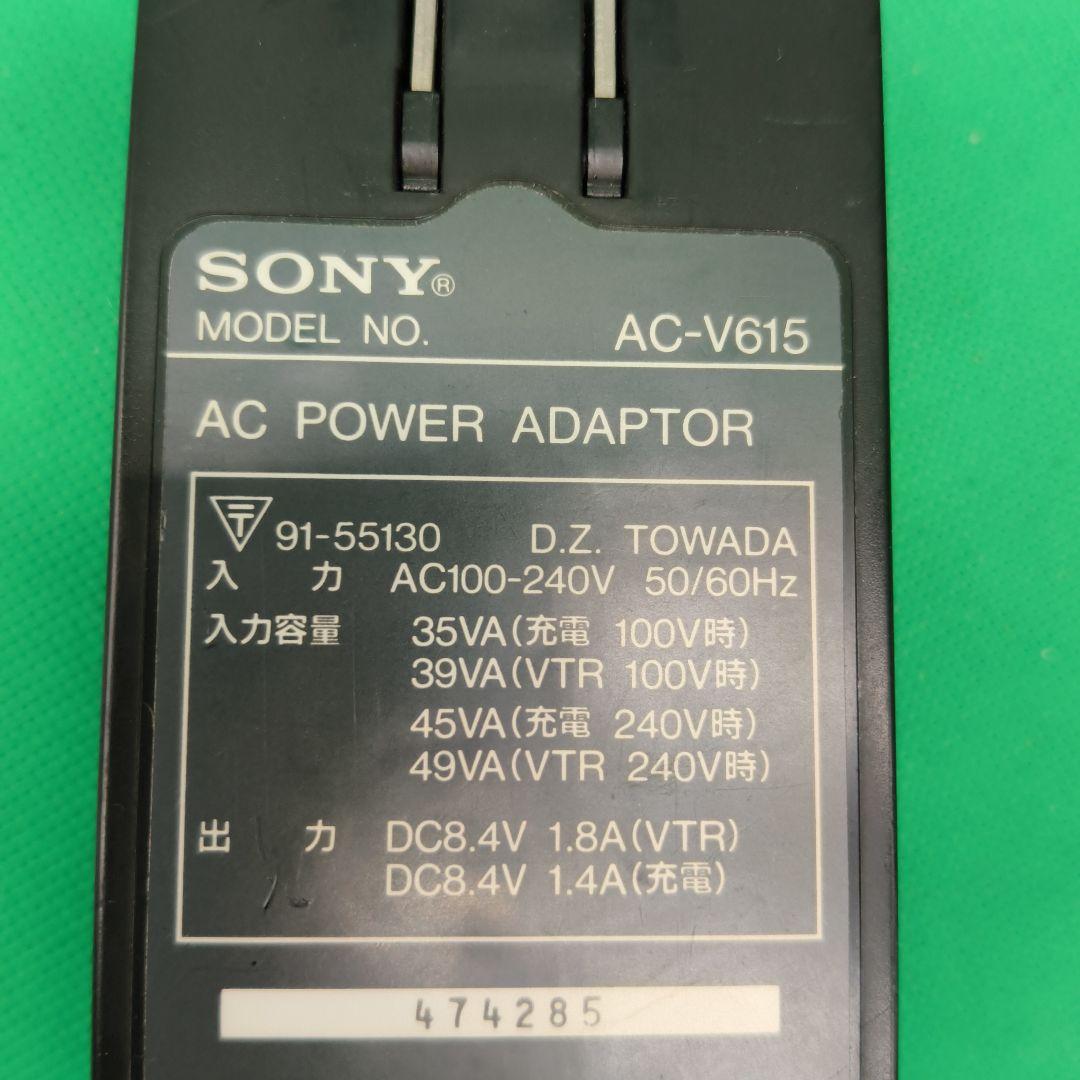 SONY®
MODEL NO. AC-V615
AC POWER ADAPTOR
〒 91-55130 D.Z. TOWADA
入力 AC100-240V 50/60Hz
入力容量 35VA(充電 100V時)
39VA(VTR 100V時)
45VA(充電 240V時)
49VA(VTR 240V時)
出力 DC8.4V 1.8A(VTR)
DC8.4V 1.4A(充電)
474285